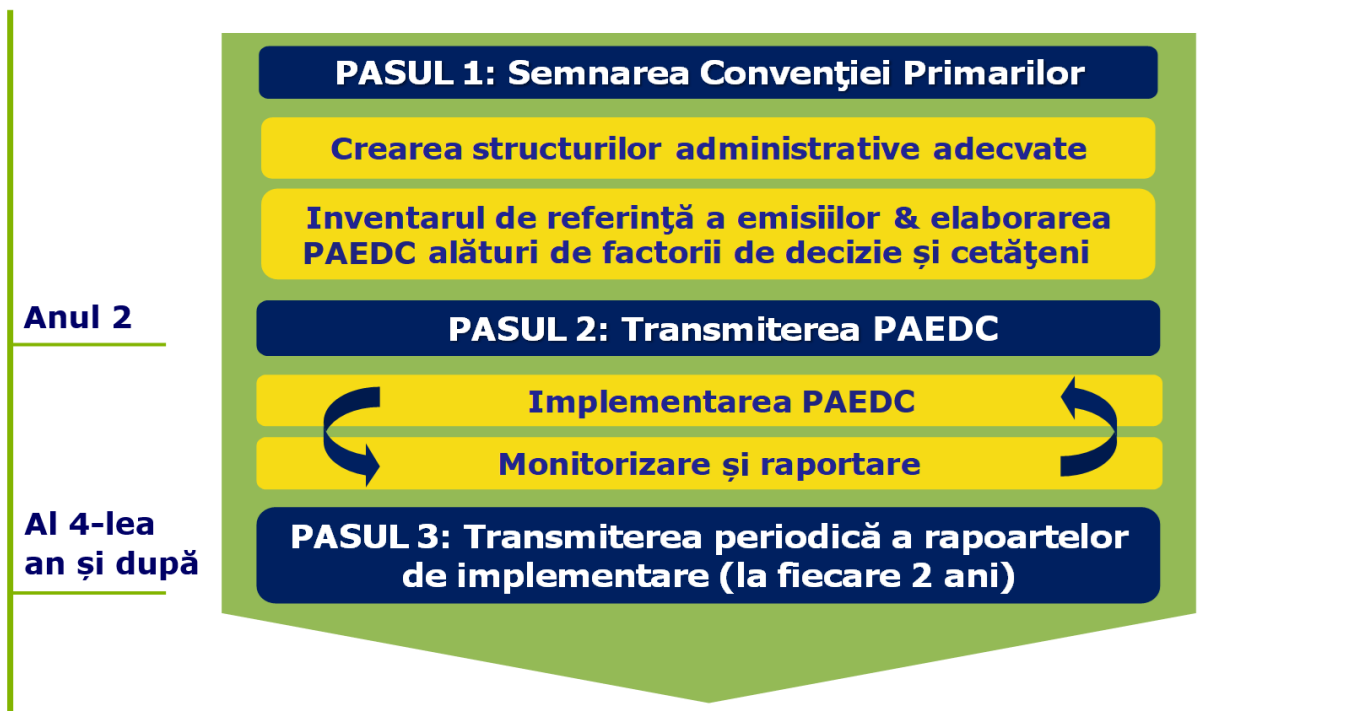 PASUL 1: Semnarea Convenţiei Primarilor
Crearea structurilor administrative adecvate
Inventarul de referinţă a emisiilor & elaborarea
PAEDC alături de factorii de decizie și cetăţeni
Anul 2
PASUL 2: Transmiterea PAEDC
Implementarea PAEDC
Monitorizare și raportare
Al 4-lea
an și după
PASUL 3: Transmiterea periodică a rapoartelor
de implementare (la fiecare 2 ani)